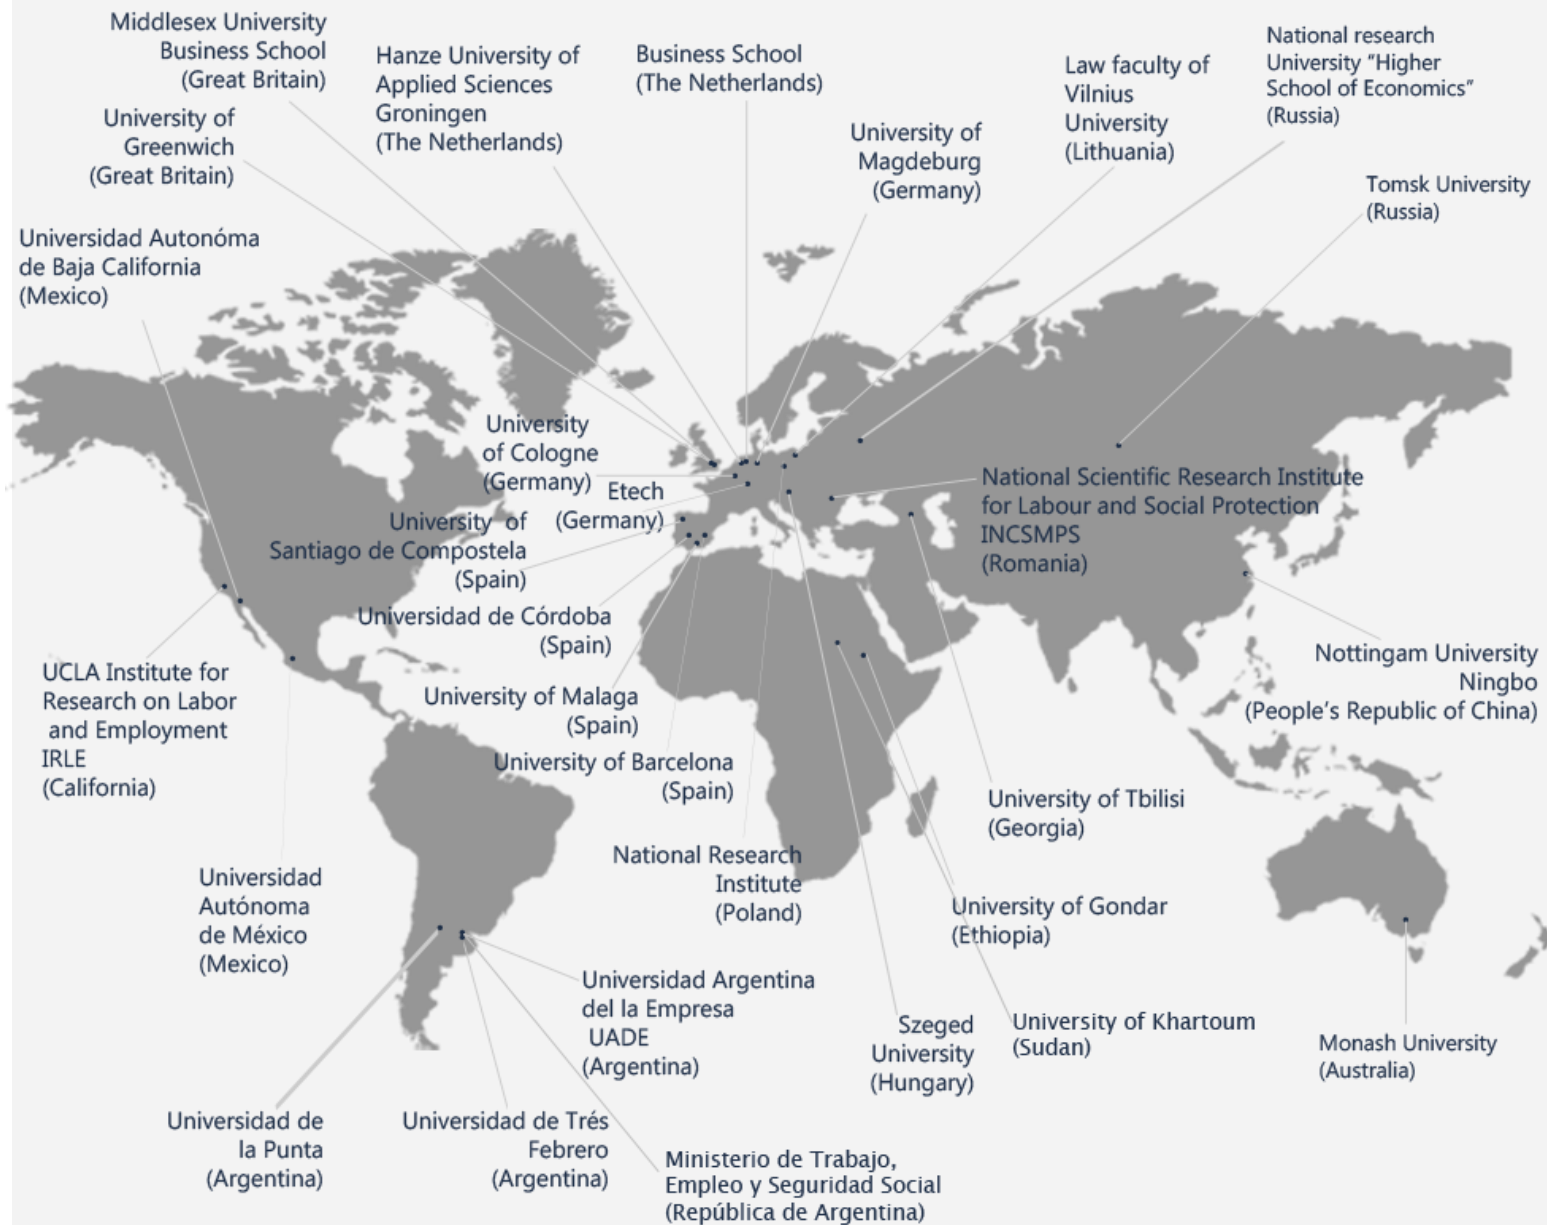 Middlesex University
Business School
(Great Britain)
Hanze University of
Applied Sciences
Groningen
(The Netherlands)
Business School
(The Netherlands)
Law faculty of
Vilnius
University
(Lithuania)
National research
University "Higher
School of Economics"
(Russia)
University of
Greenwich
(Great Britain)
University of
Magdeburg
(Germany)
Tomsk University
(Russia)
Universidad Autonóma
de Baja California
(Mexico)
University
of Cologne
(Germany)
Etech
(Germany)
National Scientific Research Institute
for Labour and Social Protection
INCSMPS
(Romania)
University of
Santiago de Compostela
(Spain)
Universidad de Córdoba
(Spain)
UCLA Institute for
Research on Labor
and Employment
IRLE
(California)
University of Malaga
(Spain)
Nottingam University
Ningbo
(People's Republic of China)
University of Barcelona
(Spain)
University of Tbilisi
(Georgia)
National Research
Institute
(Poland)
Universidad
Autónoma
de México
(Mexico)
University of Gondar
(Ethiopia)
Universidad Argentina
del la Empresa
UADE
(Argentina)
Szeged
University
(Hungary)
University of Khartoum
(Sudan)
Monash University
(Australia)
Universidad de
la Punta
(Argentina)
Universidad de Trés
Febrero
(Argentina)
Ministerio de Trabajo,
Empleo y Seguridad Social
(República de Argentina)